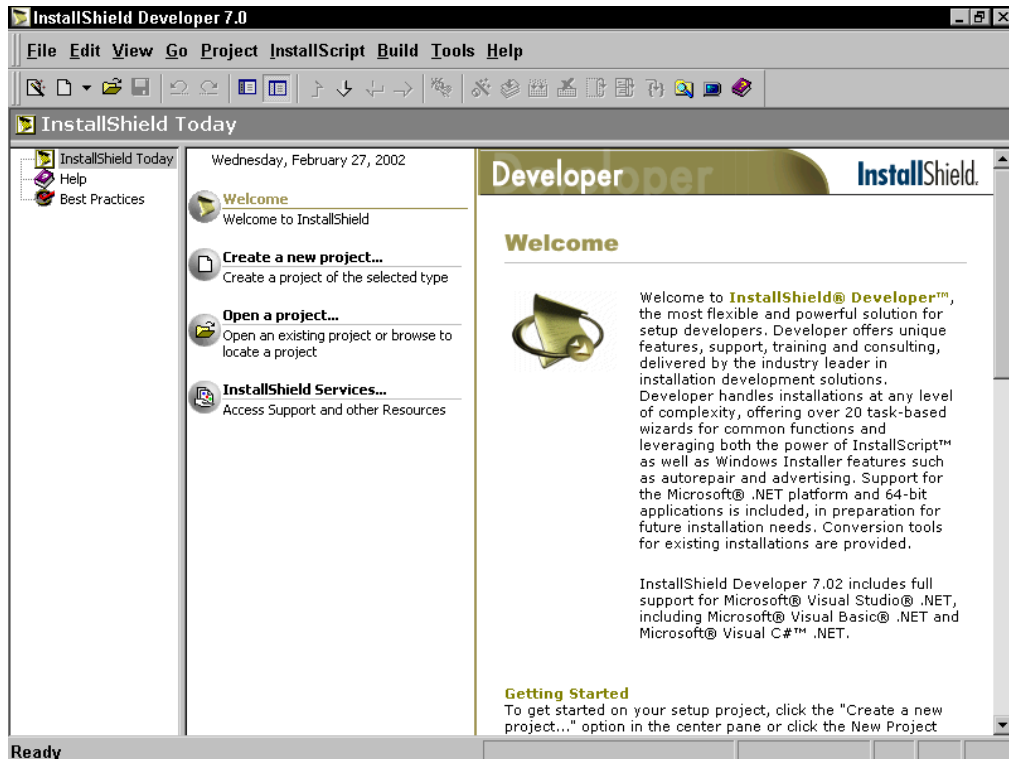 InstallShield Developer 7.0
File Edit View Go Project InstallScript Build Tools Help
InstallShield Today
InstallShield Today
Help
Best Practices
Wednesday, February 27, 2002
Welcome
Welcome to InstallShield
Create a new project...
Create a project of the selected type
Open a project...
Open an existing project or browse to
locate a project
InstallShield Services...
Access Support and other Resources
Developer
InstallShield.
Welcome
Welcome to InstallShield® Developer™,
the most flexible and powerful solution for
setup developers. Developer offers unique
features, support, training and consulting,
delivered by the industry leader in
installation development solutions.
Developer handles installations at any level
of complexity, offering over 20 task-based
wizards for common functions and
leveraging both the power of InstallScript™
as well as Windows Installer features such
as autorepair and advertising. Support for
the Microsoft® .NET platform and 64-bit
applications is included, in preparation for
future installation needs. Conversion tools
for existing installations are provided.
InstallShield Developer 7.02 includes full
support for Microsoft® Visual Studio® .NET,
including Microsoft® Visual Basic® .NET and
Microsoft® Visual C#™ .NET.
Getting Started
To get started on your setup project, click the "Create a new
project..." option in the center pane or click the New Project
Ready